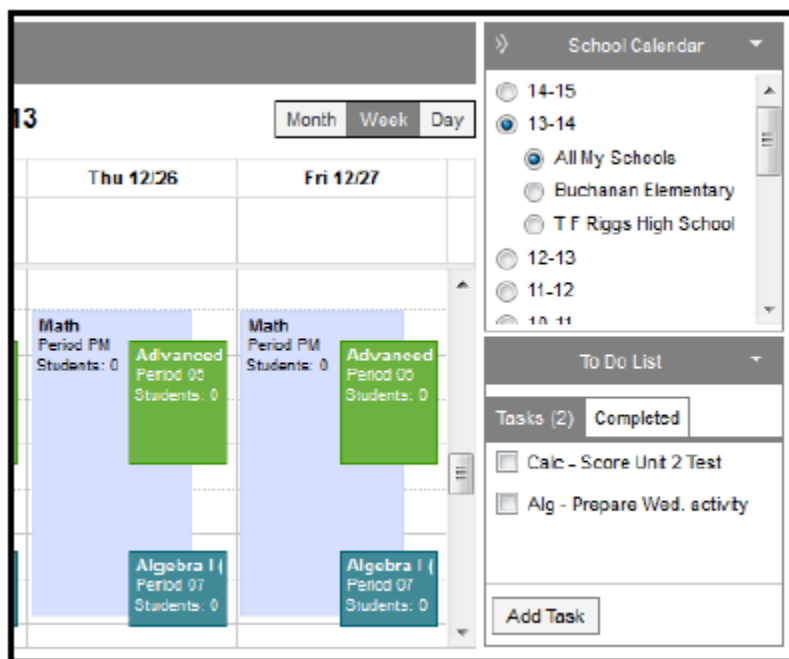 13
Month Week Day
Thu 12/26 Fri 12/27
Math
Period PM
Students: 0
Advanced
Period 05
Students: 0
Algebra I (
Period 07
Students: 0
Math
Period PM
Students: 0
Advanced
Period 05
Students: 0
Algebra I (
Period 07
Students: 0
School Calendar
14-15
13-14
All My Schools
Buchanan Elementary
T F Riggs High School
12-13
11-12
10-11
To Do List
Tasks (2) Completed
Calc - Score Unit 2 Test
Alg - Prepare Wed. activity
Add Task